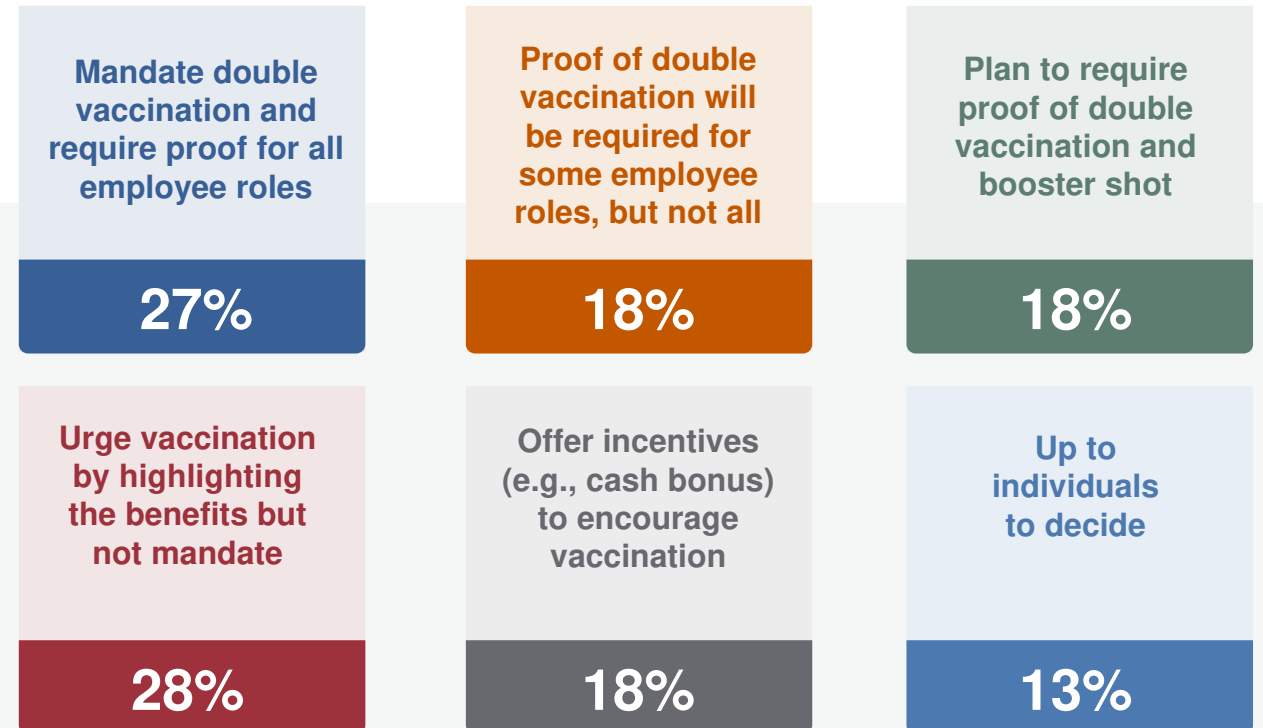 Mandate double
vaccination and
require proof for all
employee roles
27%
Proof of double
vaccination will
be required for
some employee
roles, but not all
18%
Plan to require
proof of double
vaccination and
booster shot
18%
Urge vaccination
by highlighting
the benefits but
not mandate
28%
Offer incentives
(e.g., cash bonus)
to encourage
vaccination
18%
Up to
individuals
to decide
13%